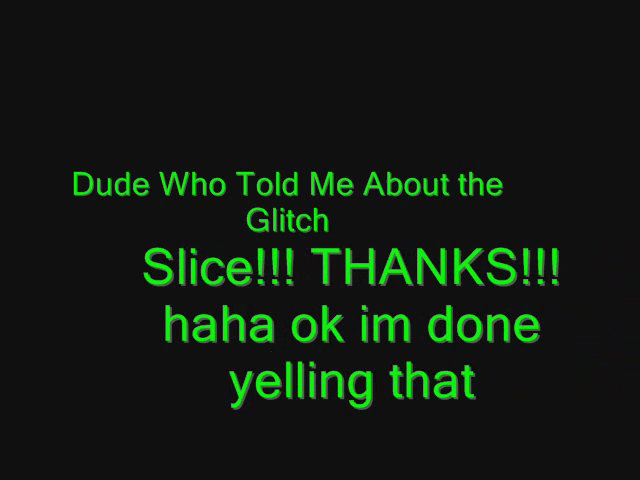 Dude Who Told Me About the
Glitch
Slice!!! THANKS!!!
haha ok im done
yelling that